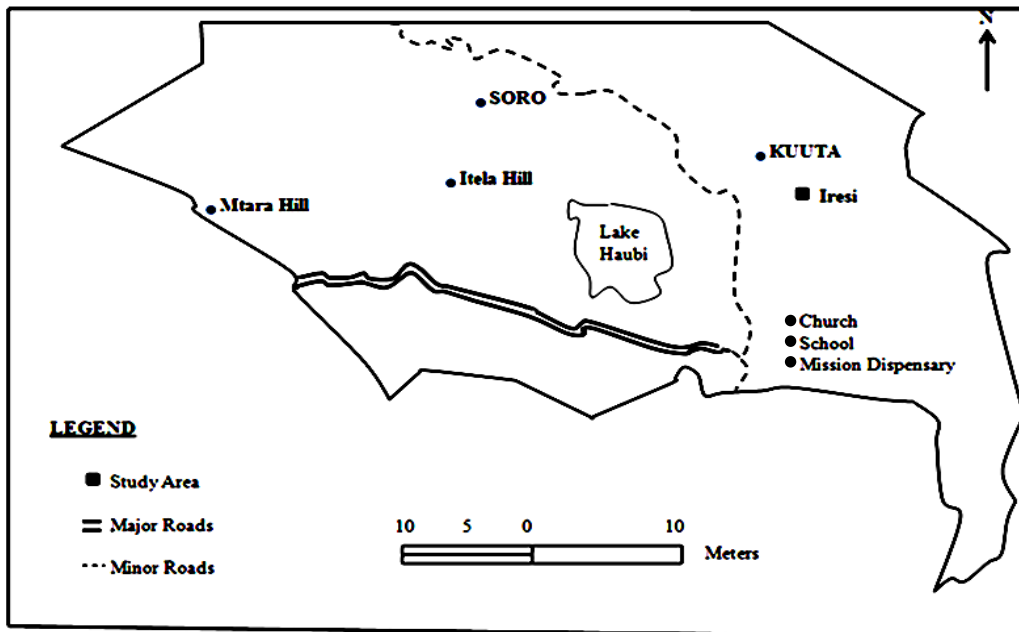 SORO
KUUTA
Itela Hill
Iresi
Mtara Hill
Lake
Haubi
Church
School
Mission Dispensary
LEGEND
Study Area
Major Roads
Minor Roads
10 5 0 10
Meters